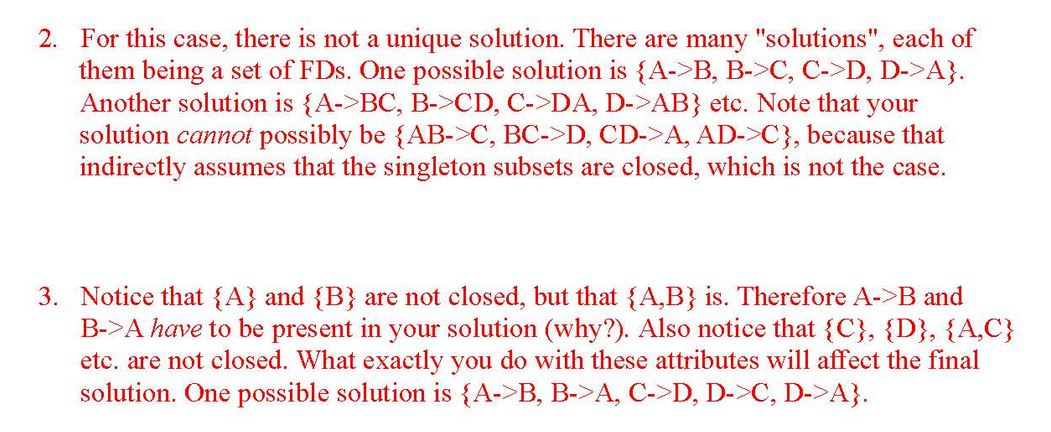 2. For this case, there is not a unique solution. There are many "solutions", each of
them being a set of FDs. One possible solution is {A->B, B->C, C->D, D->A}.
Another solution is {A->BC, B->CD, C->DA, D->AB} etc. Note that your
solution cannot possibly be {AB->C, BC->D, CD->A, AD->C}, because that
indirectly assumes that the singleton subsets are closed, which is not the case.
3. Notice that {A} and {B} are not closed, but that {A,B} is. Therefore A->B and
B->A have to be present in your solution (why?). Also notice that {C}, {D}, {A,C}
etc. are not closed. What exactly you do with these attributes will affect the final
solution. One possible solution is {A->B, B->A, C->D, D->C, D->A}.